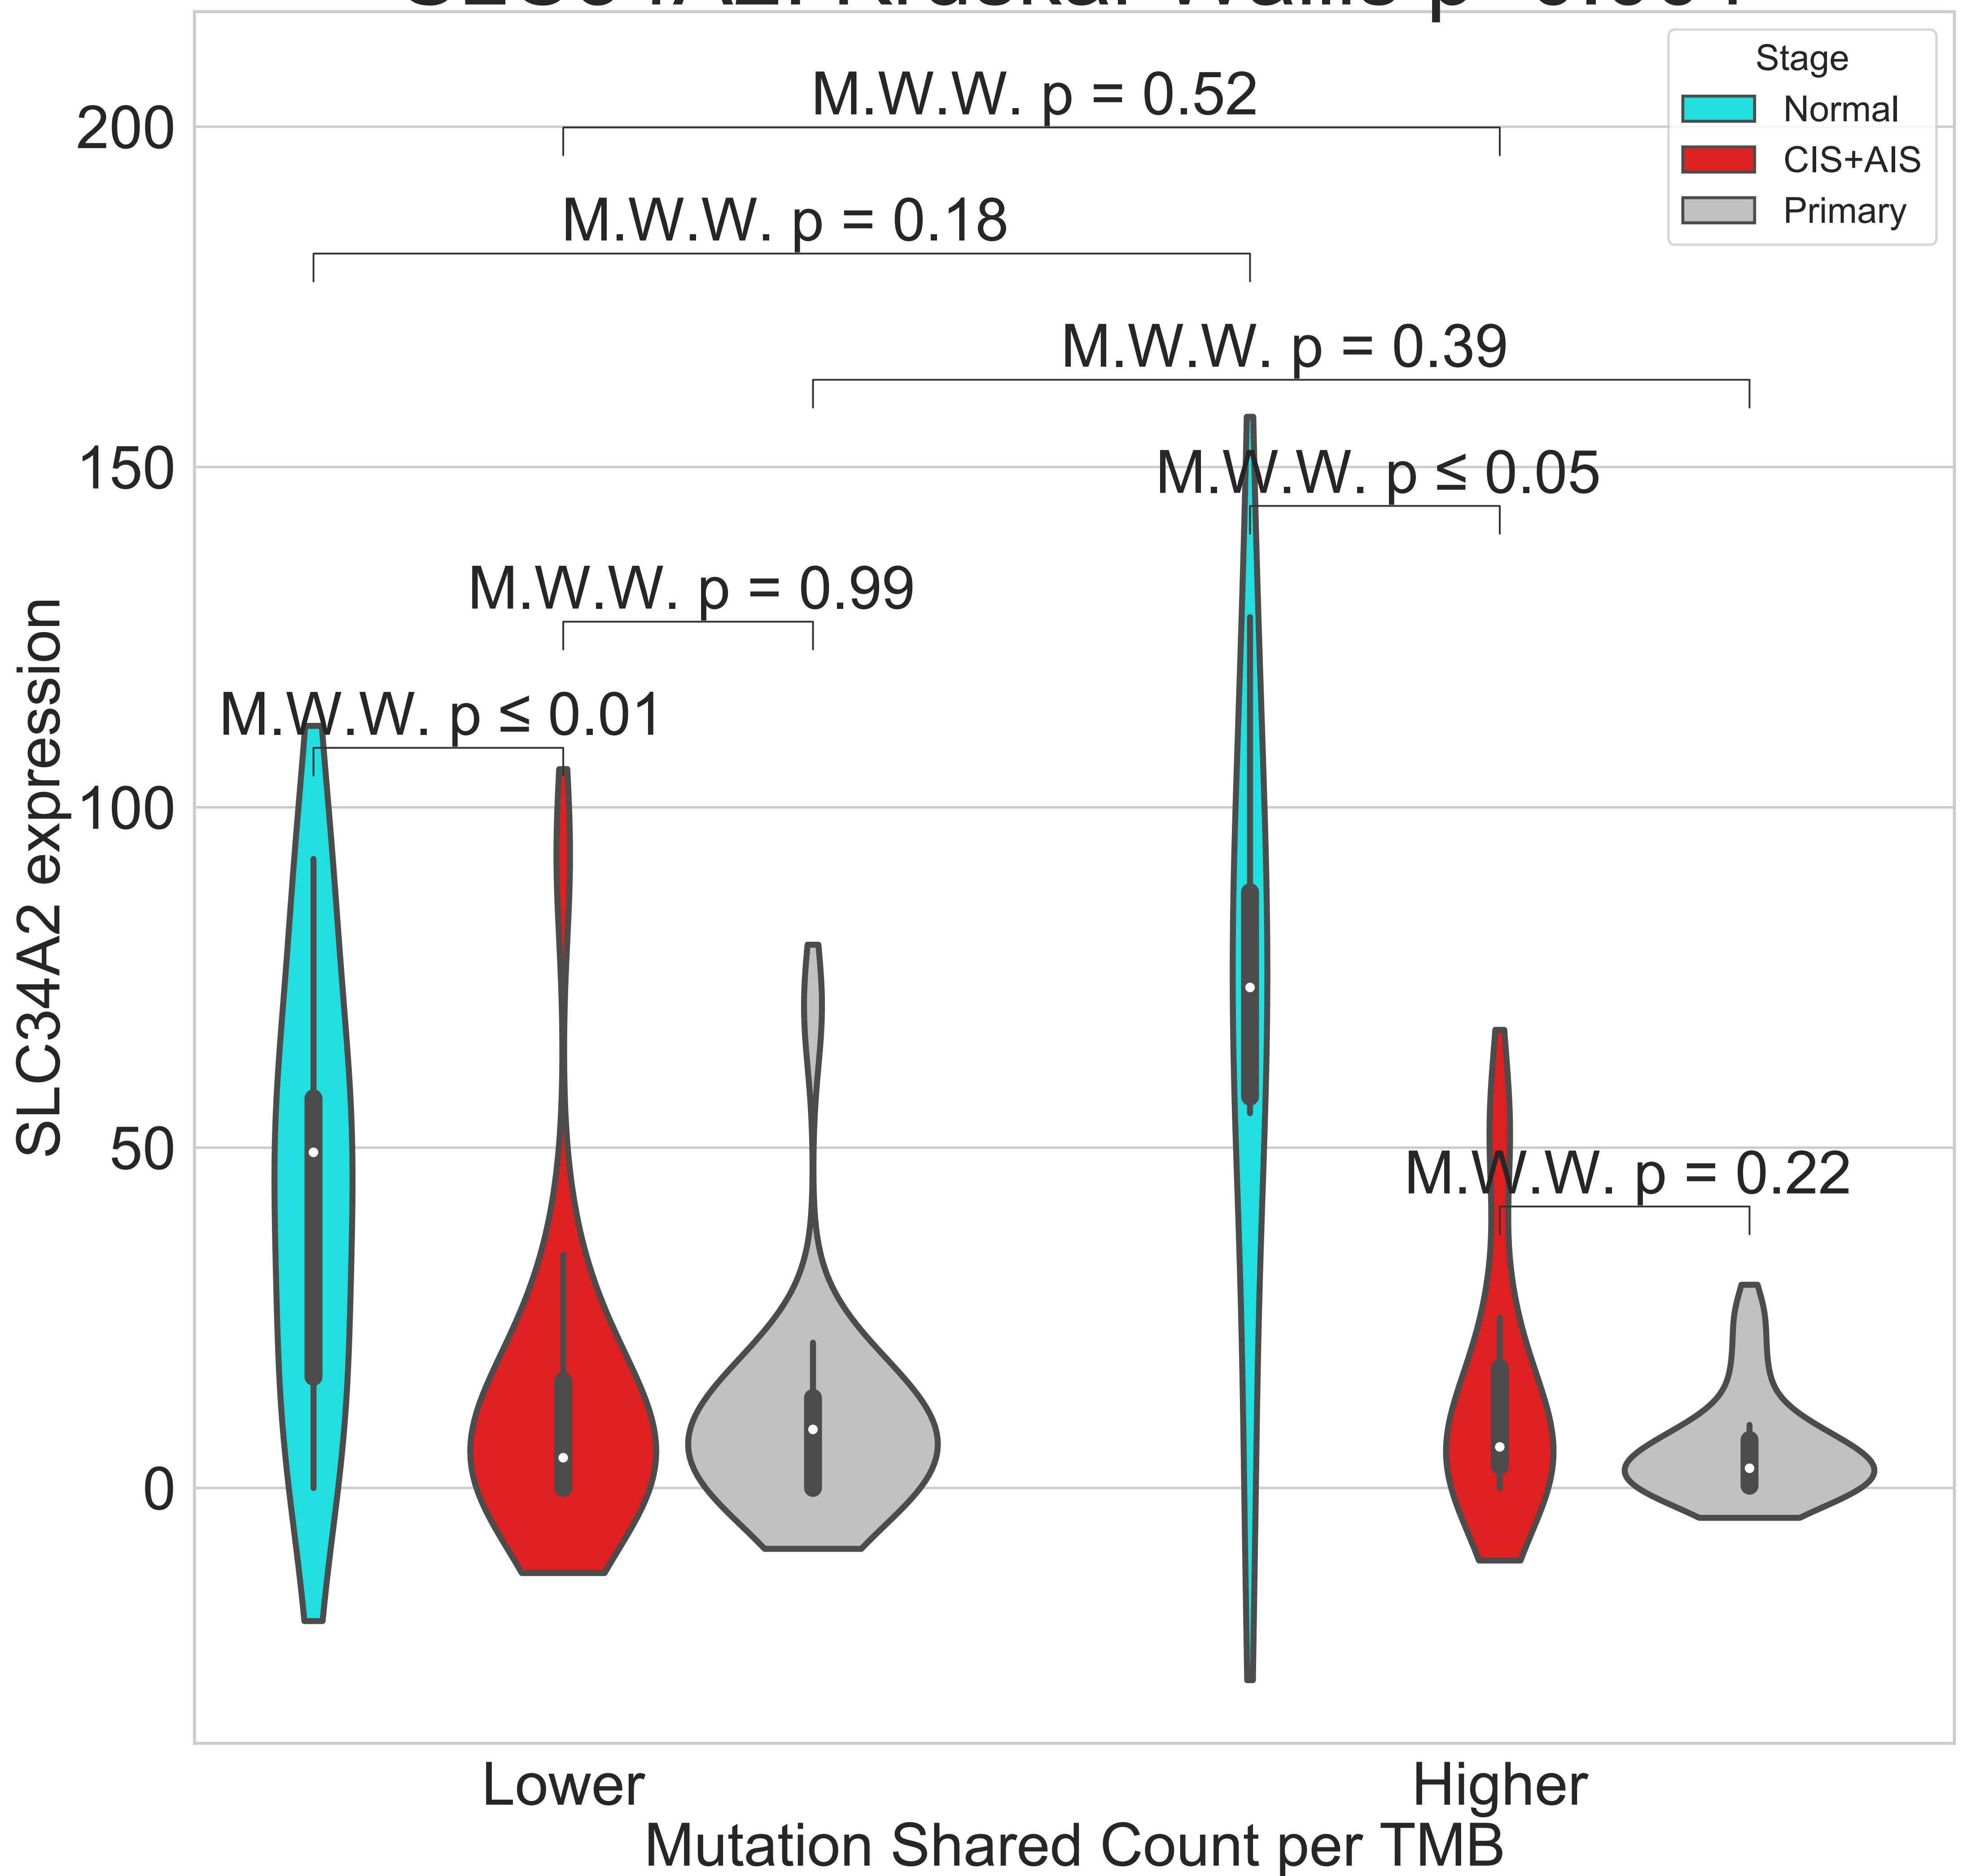 Stage
Normal
CIS+AIS
Primary
M.W.W. p = 0.52
M.W.W. p = 0.18
M.W.W. p = 0.39
M.W.W. p ≤ 0.05
M.W.W. p = 0.99
M.W.W. p ≤ 0.01
M.W.W. p = 0.22
200
150
100
50
0
SLC34A2 expression
Lower
Higher
Mutation Shared Count per TMB